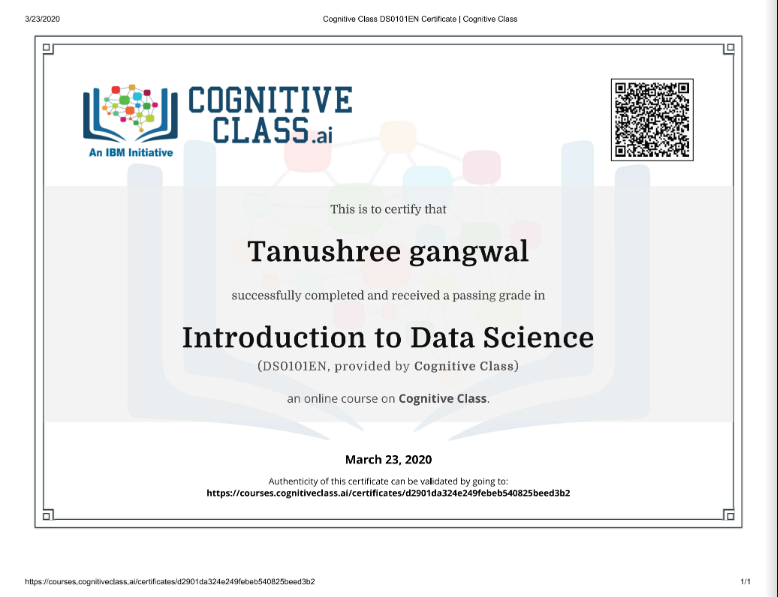 3/23/2020
Cognitive Class DS0101EN Certificate | Cognitive Class
COGNITIVE
CLASS.ai
An IBM Initiative
This is to certify that
Tanushree gangwal
successfully completed and received a passing grade in
Introduction to Data Science
(DS0101EN, provided by Cognitive Class)
an online course on Cognitive Class.
March 23, 2020
Authenticity of this certificate can be validated by going to:
https://courses.cognitiveclass.ai/certificates/d2901da324e249febeb540825beed3b2
https://courses.cognitiveclass.ai/certificates/d2901da324e249febeb540825beed3b2
1/1